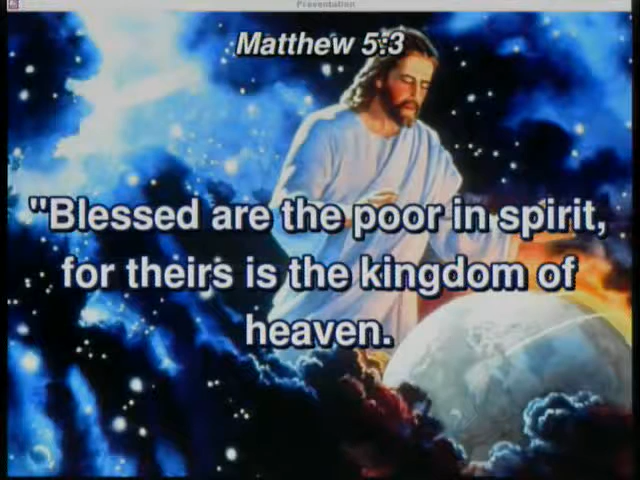 Presentation
Matthew 5:3
"Blessed are the poor in spirit,
for theirs is the kingdom of
heaven.